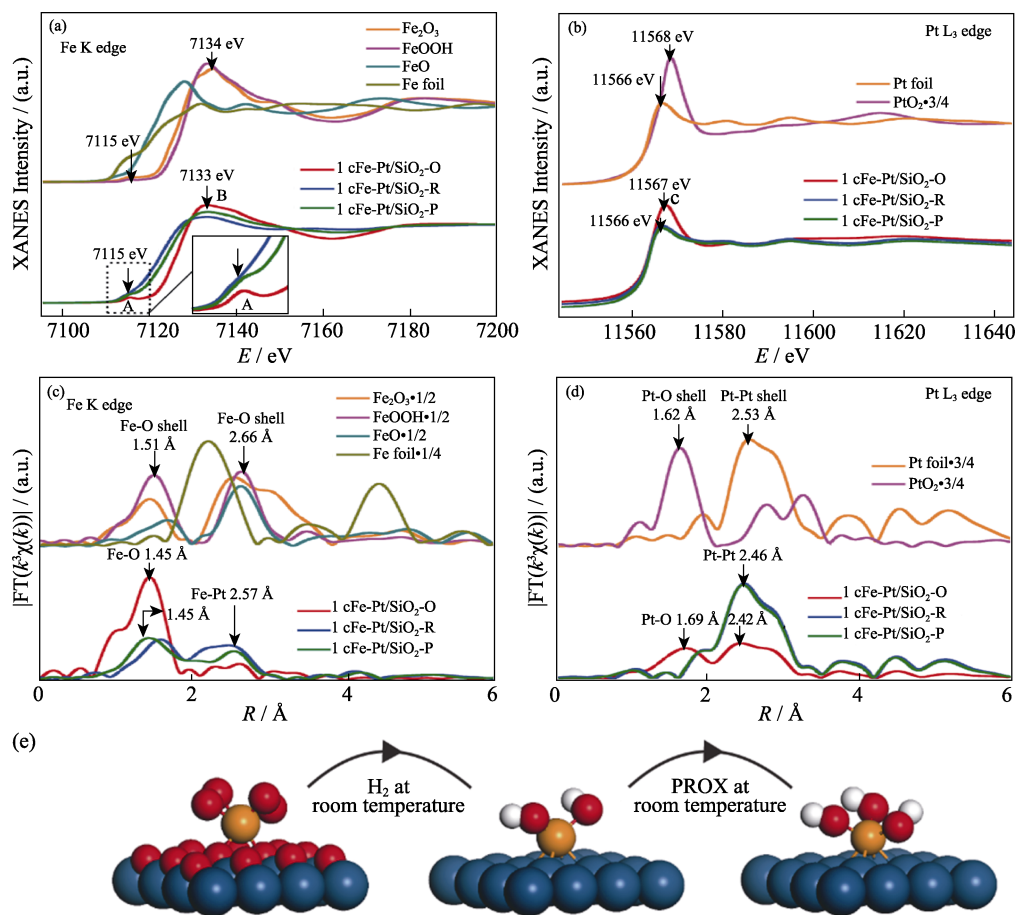 (a)
Fe K edge
7134 eV
Fe₂O₃
FeOOH
FeO
Fe foil
7115 eV
7133 eV
B
1 cFe-Pt/SiO₂-O
1 cFe-Pt/SiO₂-R
1 cFe-Pt/SiO₂-P
7115 eV
A
A
XANES Intensity / (a.u.)
7100 7120 7140 7160 7180 7200
E / eV
(b)
Pt L₃ edge
11568 eV
11566 eV
Pt foil
PtO₂•3/4
11567 eV
C
11566 eV
1 cFe-Pt/SiO₂-O
1 cFe-Pt/SiO₂-R
1 cFe-Pt/SiO₂-P
XANES Intensity / (a.u.)
11560 11580 11600 11620 11640
E / eV
(c)
Fe K edge
Fe₂O₃•1/2
FeOOH•1/2
FeO•1/2
Fe foil•1/4
Fe-O shell
1.51 Å
Fe-O shell
2.66 Å
Fe-O 1.45 Å
1.45 Å
Fe-Pt 2.57 Å
1 cFe-Pt/SiO₂-O
1 cFe-Pt/SiO₂-R
1 cFe-Pt/SiO₂-P
|FT(k³χ(k))| / (a.u.)
0 2 4 6
R / Å
(d)
Pt L₃ edge
Pt-O shell
1.62 Å
Pt-Pt shell
2.53 Å
Pt foil•3/4
PtO₂•3/4
Pt-Pt 2.46 Å
Pt-O 1.69 Å
2.42 Å
1 cFe-Pt/SiO₂-O
1 cFe-Pt/SiO₂-R
1 cFe-Pt/SiO₂-P
|FT(k³χ(k))| / (a.u.)
2 4 6
R / Å
(e)
H₂ at
room temperature
PROX at
room temperature